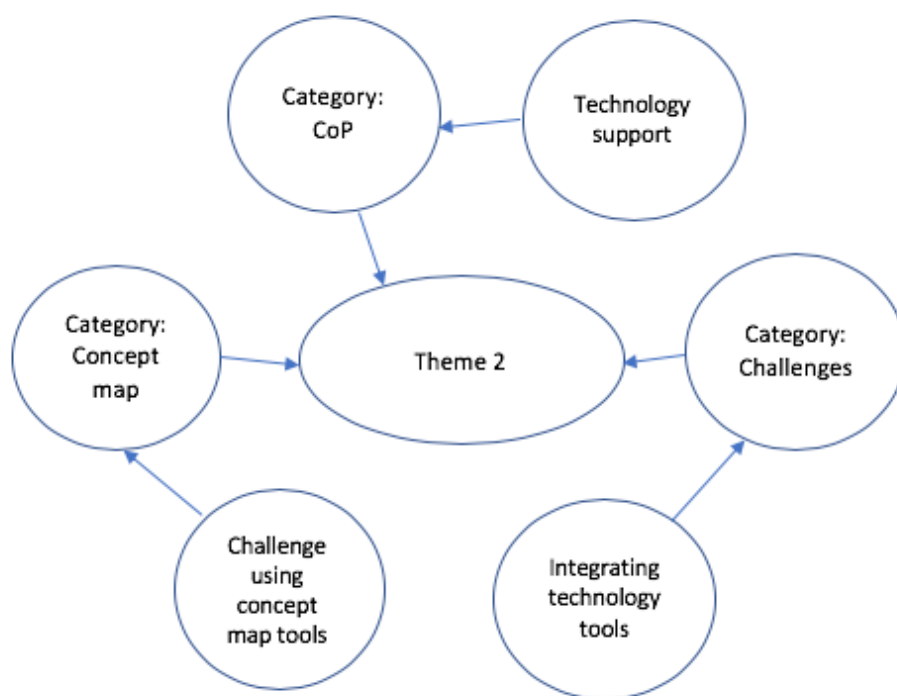 Category:
CoP
Technology
support
Category:
Concept
map
Theme 2
Category:
Challenges
Challenge
using
concept
map tools
Integrating
technology
tools